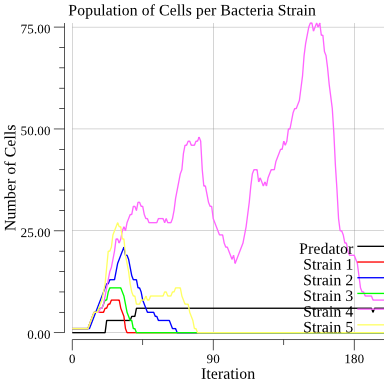 Population of Cells per Bacteria Strain
75.00
50.00
25.00
0.00
Number of Cells
Predator
Strain 1
Strain 2
Strain 3
Strain 4
Strain 5
0
90
180
Iteration